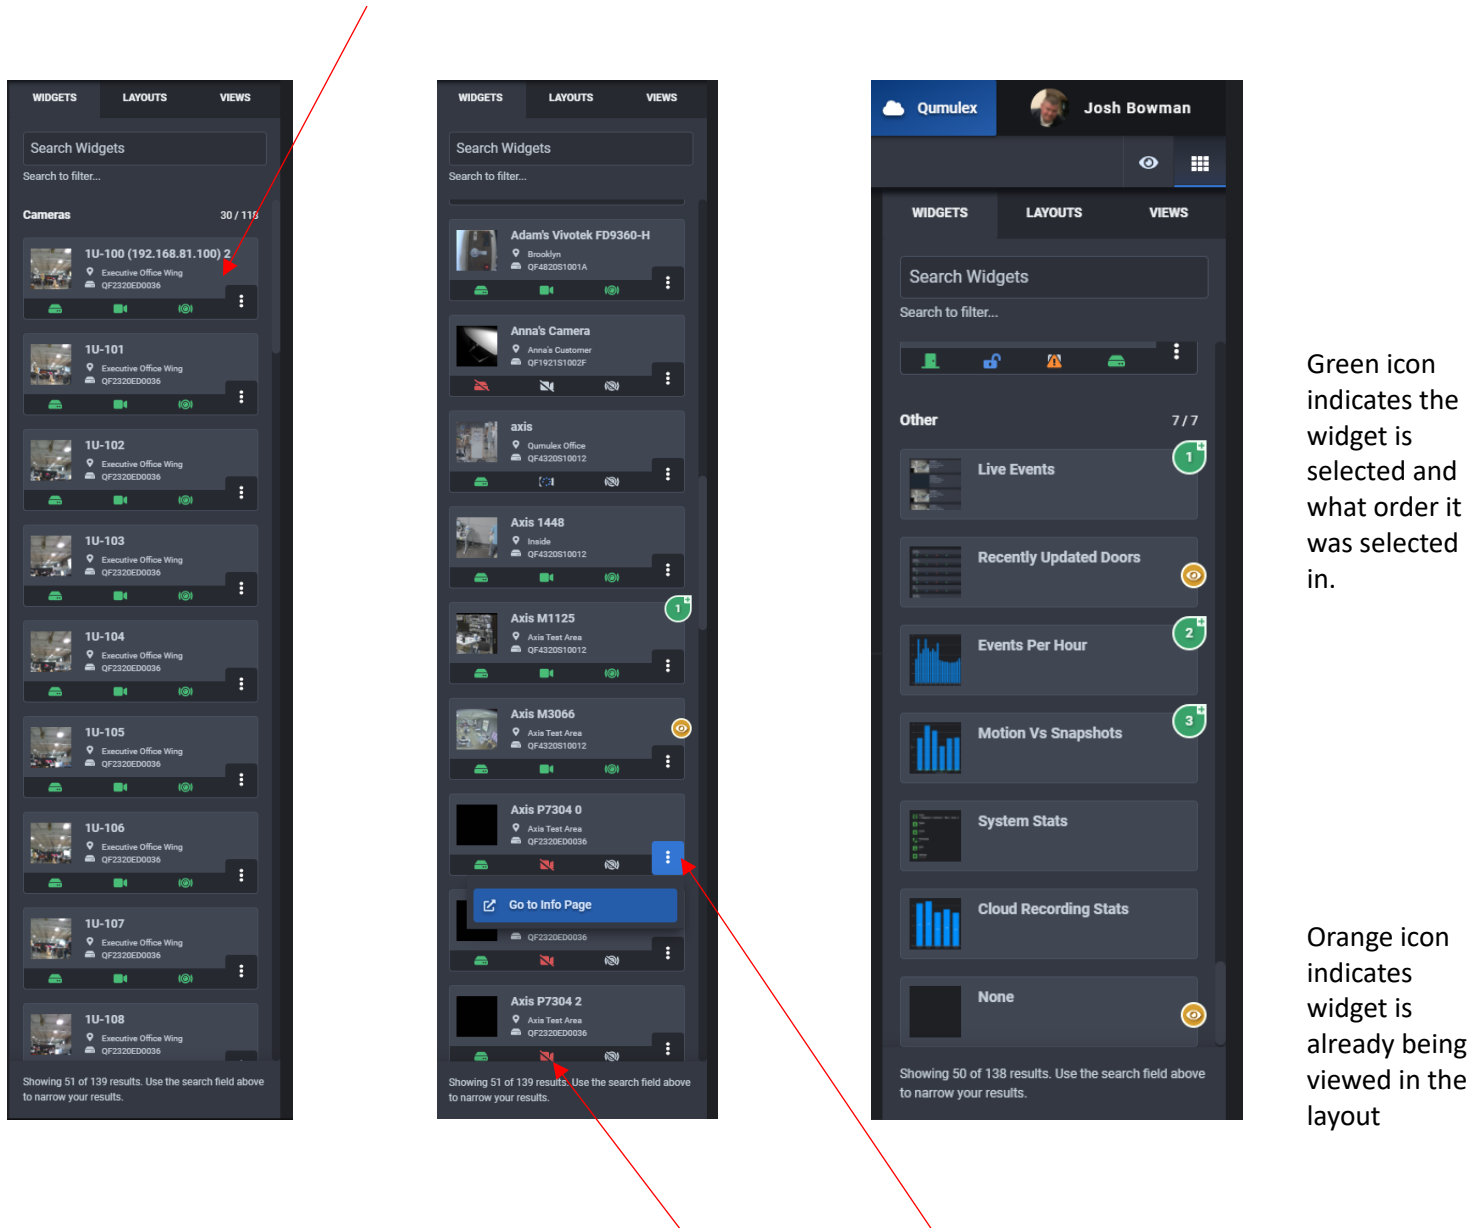 WIDGETS LAYOUTS VIEWS
Search Widgets
Search to filter...
Cameras 30 / 118
1U-100 (192.168.81.100) 2
Executive Office Wing
QF2320ED0036
1U-101
Executive Office Wing
QF2320ED0036
1U-102
Executive Office Wing
QF2320ED0036
1U-103
Executive Office Wing
QF2320ED0036
1U-104
Executive Office Wing
QF2320ED0036
1U-105
Executive Office Wing
QF2320ED0036
1U-106
Executive Office Wing
QF2320ED0036
1U-107
Executive Office Wing
QF2320ED0036
1U-108
Executive Office Wing
QF2320ED0036
Showing 51 of 139 results. Use the search field above
to narrow your results.
WIDGETS LAYOUTS VIEWS
Search Widgets
Search to filter...
Adam's Vivotek FD9360-H
Brooklyn
QF4820S1001A
Anna's Camera
Anna's Customer
QF1921S1002F
axis
Qumulex Office
QF4320S10012
Axis 1448
Inside
QF4320S10012
Axis M1125
1
Axis Test Area
QF4320S10012
Axis M3066
Axis Test Area
QF4320S10012
Axis P7304 0
Axis Test Area
QF2320ED0036
Go to Info Page
QF2320ED0036
Axis P7304 2
Axis Test Area
QF2320ED0036
Showing 51 of 139 results. Use the search field above
to narrow your results.
Qumulex Josh Bowman
WIDGETS LAYOUTS VIEWS
Search Widgets
Search to filter...
Other 7 / 7
Live Events 1
Recently Updated Doors
Events Per Hour 2
Motion Vs Snapshots 3
System Stats
Cloud Recording Stats
None
Showing 50 of 138 results. Use the search field above
to narrow your results.
Green icon
indicates the
widget is
selected and
what order it
was selected
in.
Orange icon
indicates
widget is
already being
viewed in the
layout